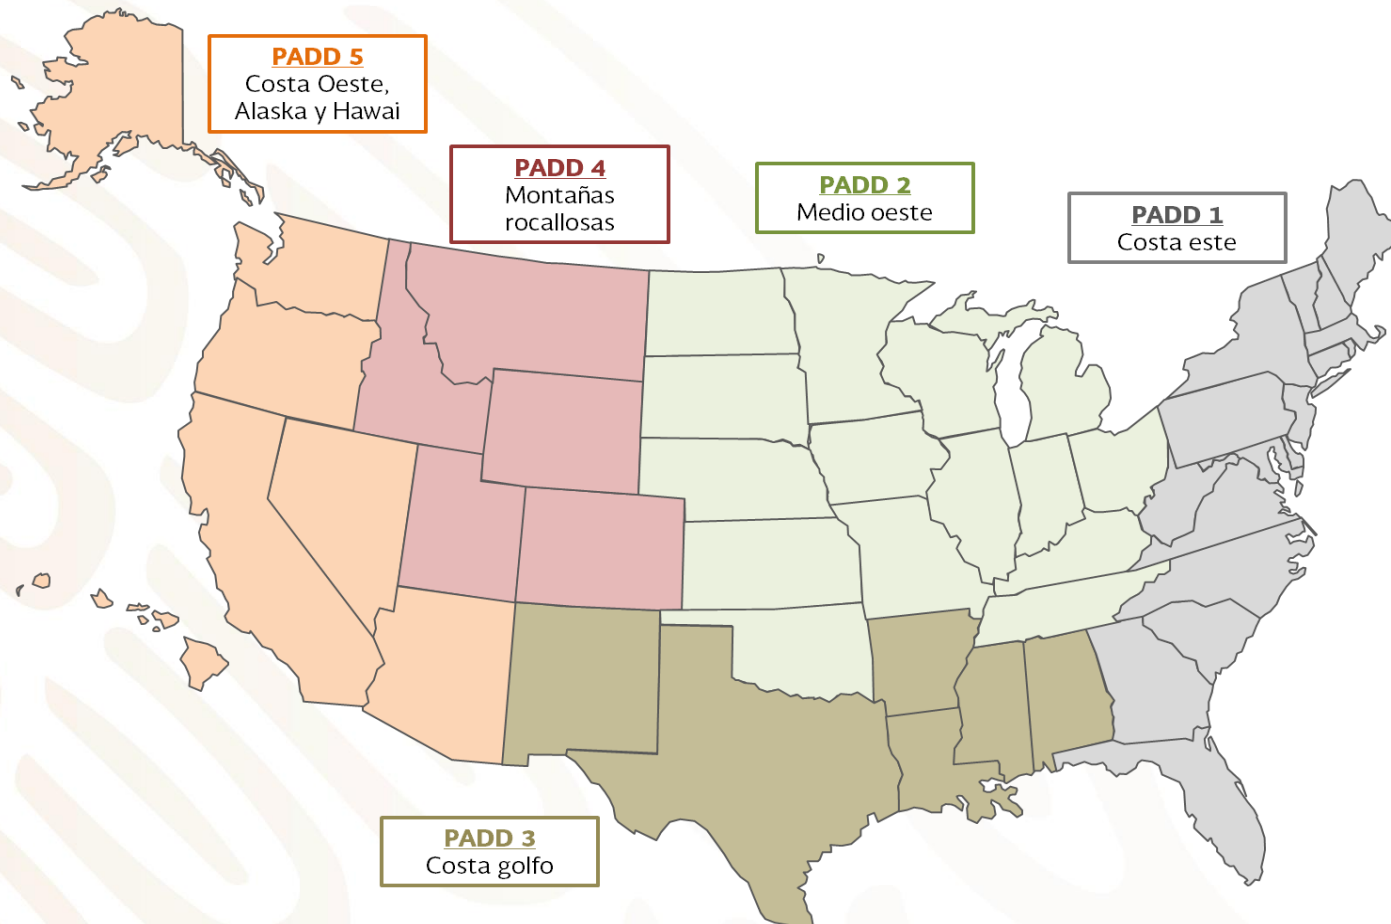 PADD 5
Costa Oeste,
Alaska y Hawai
PADD 4
Montañas
rocallosas
PADD 2
Medio oeste
PADD 1
Costa este
PADD 3
Costa golfo